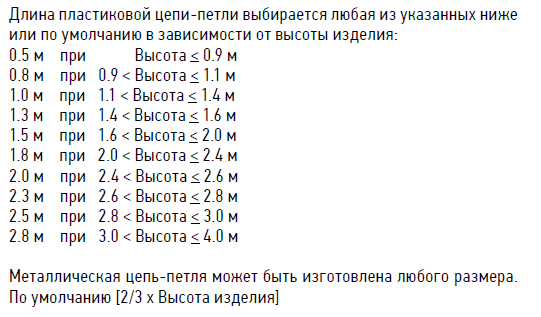 Длина пластиковой цепи-петли выбирается любая из указанных ниже
или по умолчанию в зависимости от высоты изделия:
0.5 м при Высота ≤ 0.9 м
0.8 м при 0.9 < Высота ≤ 1.1 м
1.0 м при 1.1 < Высота ≤ 1.4 м
1.3 м при 1.4 < Высота ≤ 1.6 м
1.5 м при 1.6 < Высота ≤ 2.0 м
1.8 м при 2.0 < Высота ≤ 2.4 м
2.0 м при 2.4 < Высота ≤ 2.6 м
2.3 м при 2.6 < Высота ≤ 2.8 м
2.5 м при 2.8 < Высота ≤ 3.0 м
2.8 м при 3.0 < Высота ≤ 4.0 м
Металлическая цепь-петля может быть изготовлена любого размера.
По умолчанию [2/3 x Высота изделия]